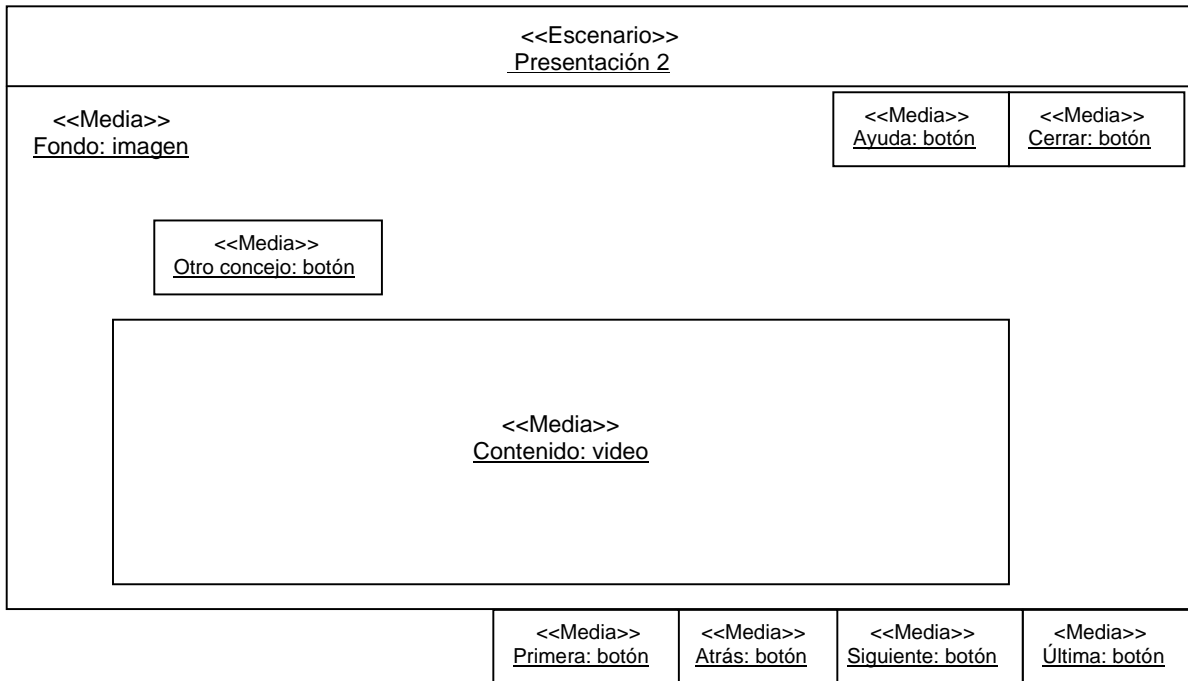 <<Escenario>>
Presentación 2
<<Media>>
Fondo: imagen
<<Media>>
Ayuda: botón
<<Media>>
Cerrar: botón
<<Media>>
Otro concejo: botón
<<Media>>
Contenido: video
<<Media>>
Primera: botón
<<Media>>
Atrás: botón
<<Media>>
Siguiente: botón
<Media>>
Última: botón